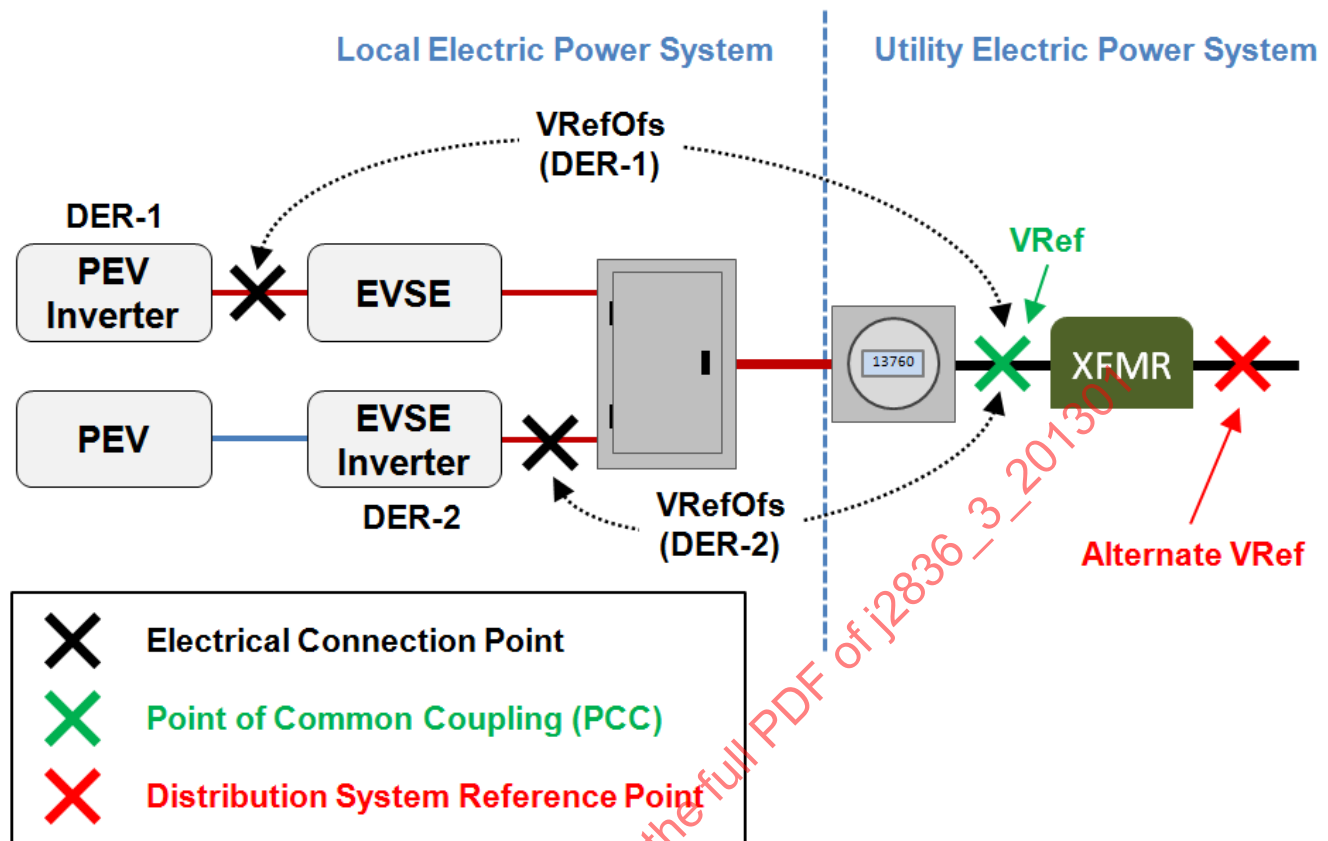 Local Electric Power System
Utility Electric Power System
VRefOfs
(DER-1)
DER-1
PEV
Inverter
EVSE
VRef
13760
XFMR
PEV
EVSE
Inverter
DER-2
VRefOfs
(DER-2)
Alternate VRef
Electrical Connection Point
Point of Common Coupling (PCC)
Distribution System Reference Point
the full PDF of j2836_3_201301